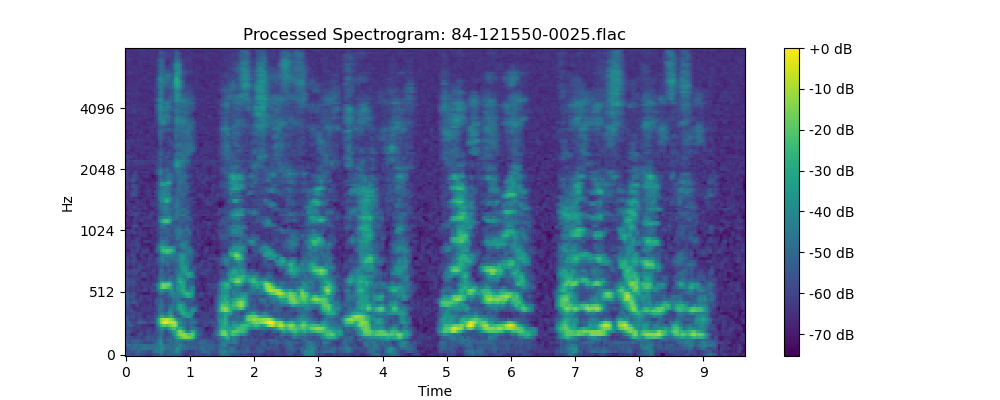 Processed Spectrogram: 84-121550-0025.flac
Hz
4096
2048
1024
512
0
0 1 2 3 4 5 6 7 8 9
Time
+0 dB
-10 dB
-20 dB
-30 dB
-40 dB
-50 dB
-60 dB
-70 dB